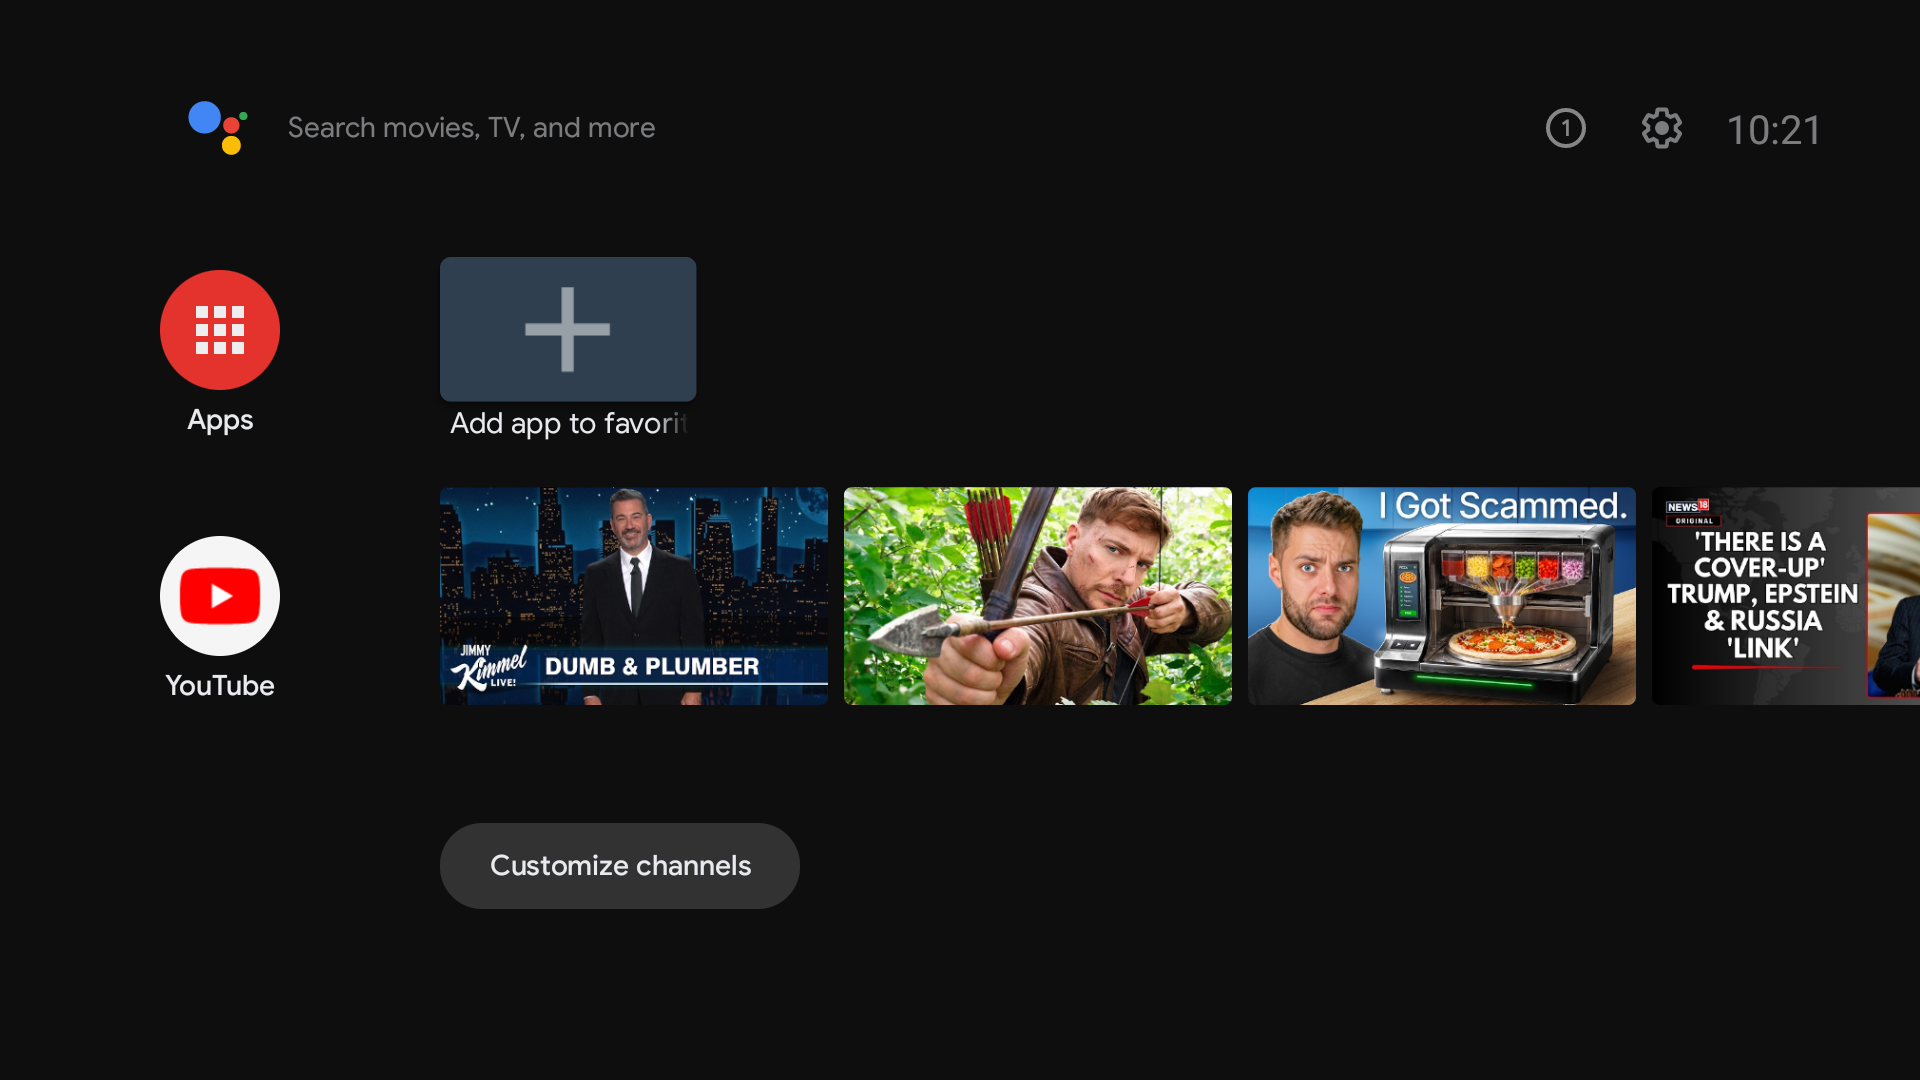 Search movies, TV, and more
1
10:21
Apps
Add app to favorit
YouTube
JIMMY
Kimmel
LIVE!
DUMB & PLUMBER
I Got Scammed.
NEWS18
ORIGINAL
'THERE IS A
COVER-UP'
TRUMP, EPSTEIN
& RUSSIA
'LINK'
Customize channels